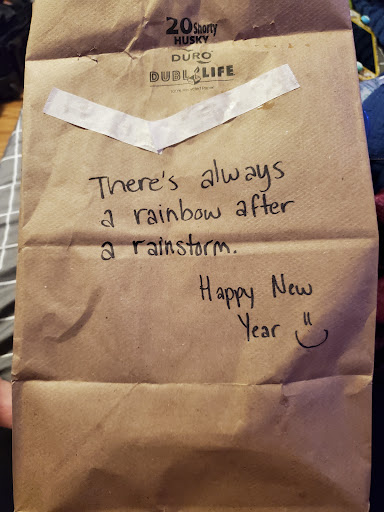 20 Shorty
HUSKY
DURO
DUBL LIFE
There's always
a rainbow after
a rainstorm.
Happy New
Year